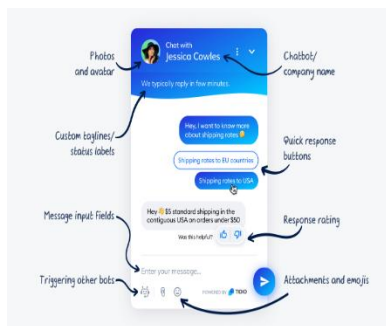 Photos
and avatar
Chat with
Jessica Cowles
Chatbot/
company name
We typically reply in few minutes.
Custom taglines/
status labels
Hey, I want to know more
about shipping rates
Shipping rates to EU countries
Shipping rates to USA
Quick response
buttons
Message input fields
Hey 👋 $5 standard shipping in the
contiguous USA on orders under $50
Was this helpful?
Response rating
Enter your message...
Triggering other bots
POWERED BY TIDIO
Attachments and emojis